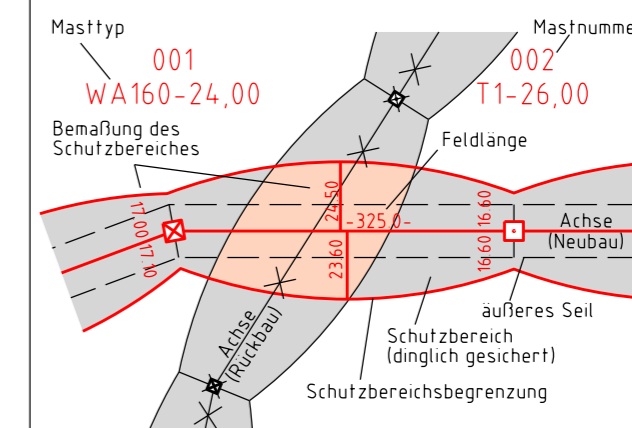 Masttyp
Mastnumme
001
002
WA160-24,00
T1-26,00
Bemaßung des
Schutzbereiches
Feldlänge
24.50
-325.0-
17.00
17.10
23.60
16.60
16.60
Achse
(Neubau)
äußeres Seil
Achse
(Rückbau)
Schutzbereich
(dinglich gesichert)
Schutzbereichsbegrenzung